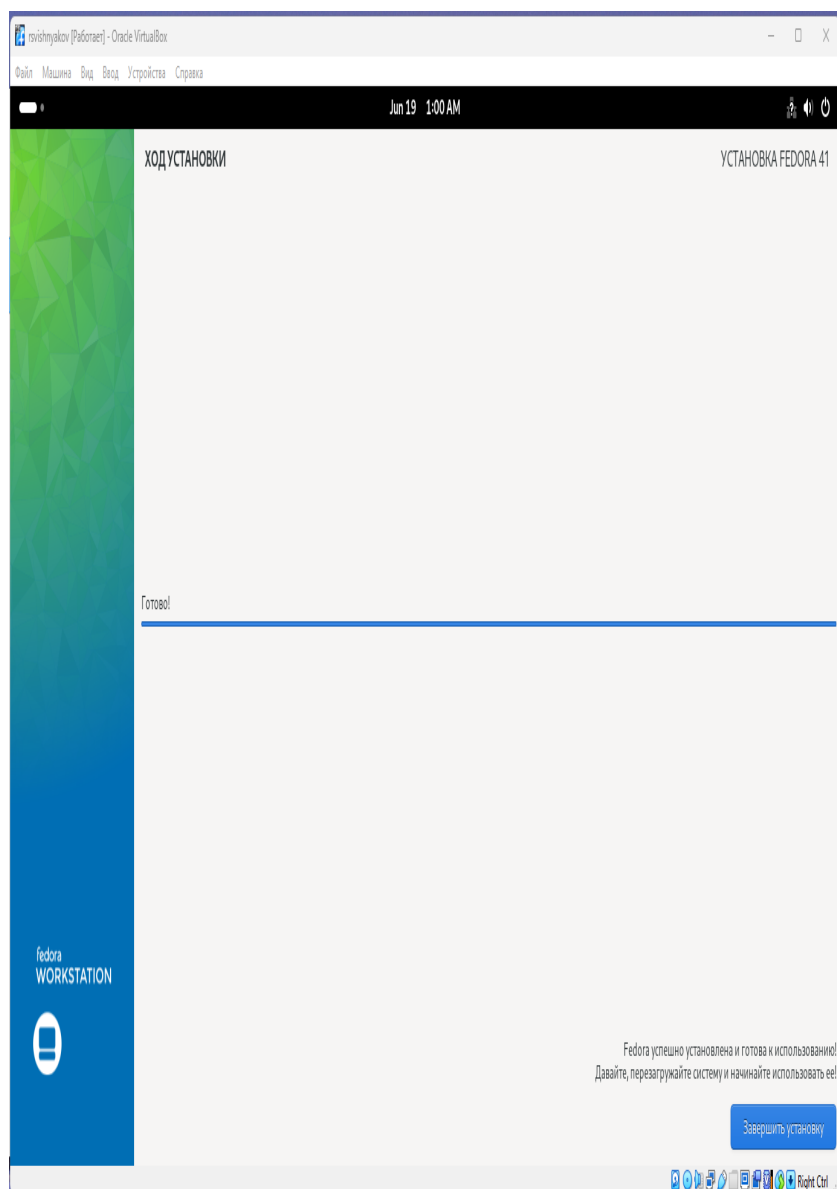 rsvishnyakov [Работает] - Oracle VirtualBox
Файл Машина Вид Ввод Устройства Справка
Jun 19 1:00 AM
ХОД УСТАНОВКИ
УСТАНОВКА FEDORA 41
Готово!
fedora
WORKSTATION
Fedora успешно установлена и готова к использованию!
Давайте, перезагружайте систему и начинайте использовать ее!
Завершить установку
Right Ctrl